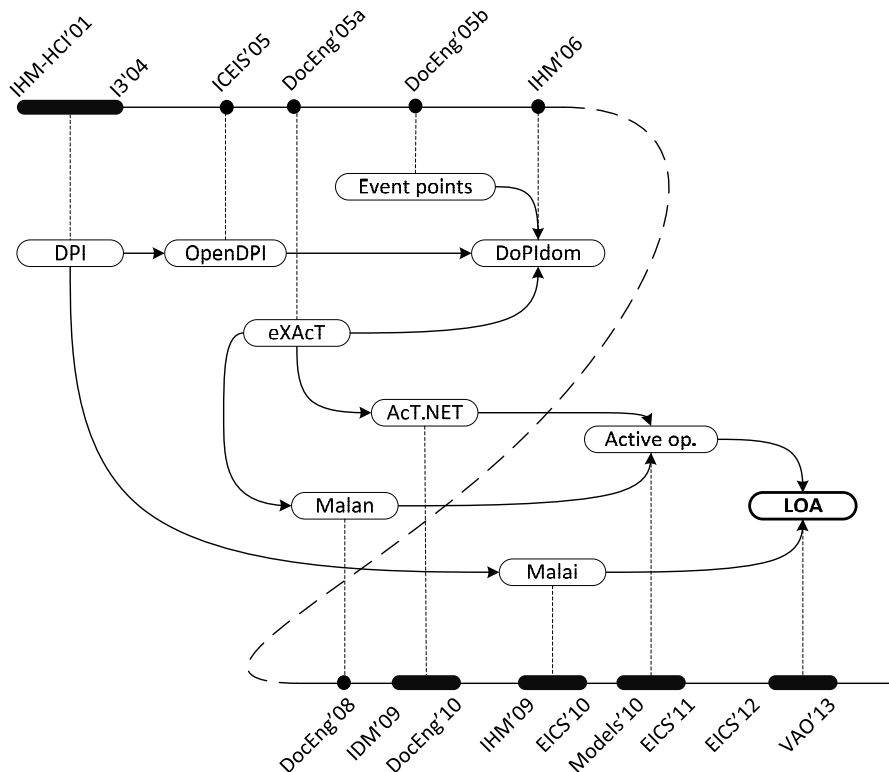 IHM-HCI'01
I3'04
ICEIS'05
DocEng'05a
DocEng'05b
IHM'06
Event points
DPI
OpenDPI
DoPIdom
eXAcT
AcT.NET
Active op.
Malan
LOA
Malai
DocEng'08
IDM'09
DocEng'10
IHM'09
EICS'10
Models'10
EICS'11
EICS'12
VAO'13